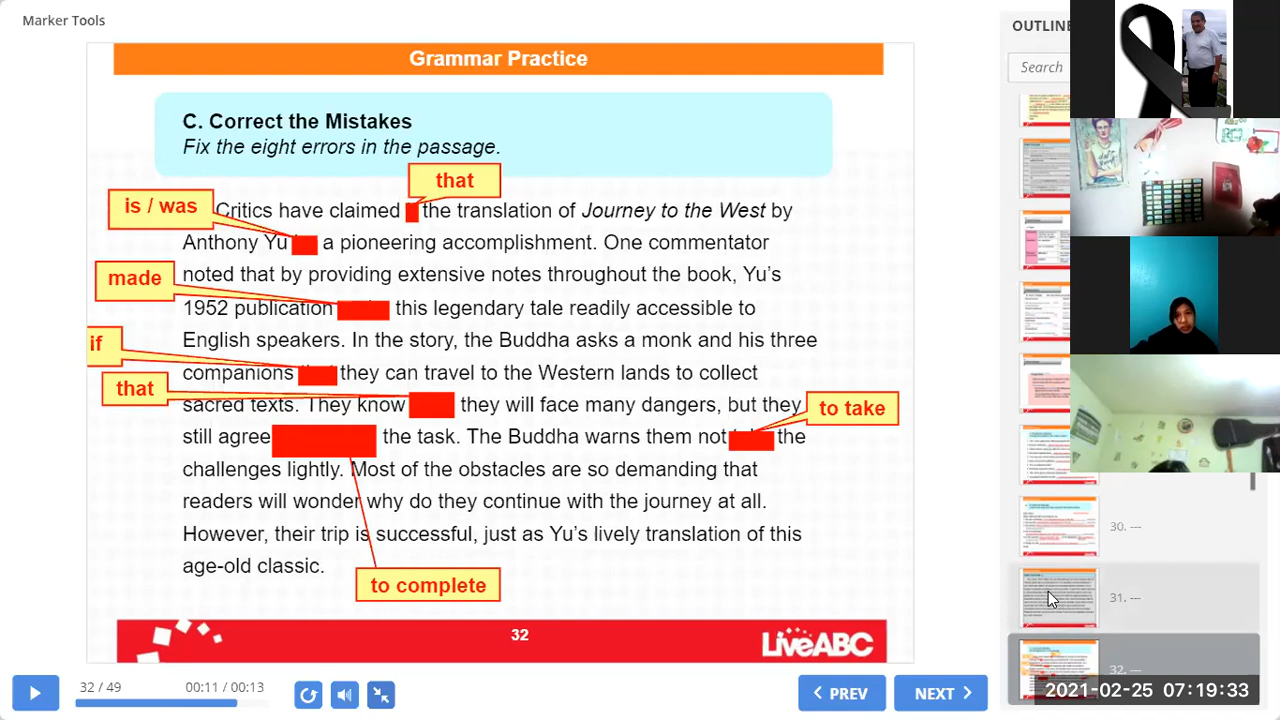 Marker Tools
OUTLINE
Search
Grammar Practice
C. Correct the Mistakes
Fix the eight errors in the passage.
that
is / was
Critics have claimed the translation of Journey to the West by
Anthony Yu a pioneering accomplishment. One commentator
made
noted that by providing extensive notes throughout the book, Yu's
1952 publication the legendary tale easily accessible to
if
English speakers. In the story, the Buddha asks a monk and his three
companions they can travel to the Western lands to collect
that
sacred texts. They know they will face many dangers, but they
to take
still agree the task. The Buddha warns them not the
challenges lightly. Most of the obstacles are so demanding that
readers will wonder do they continue with the journey at all.
However, their trip is successful, just as Yu's lively translation of this
age-old classic.
to complete
32
LiveABC
30. ---
31. ---
32. ---
32 / 49
00:11 / 00:13
PREV
NEXT
2021-02-25 07:19:33